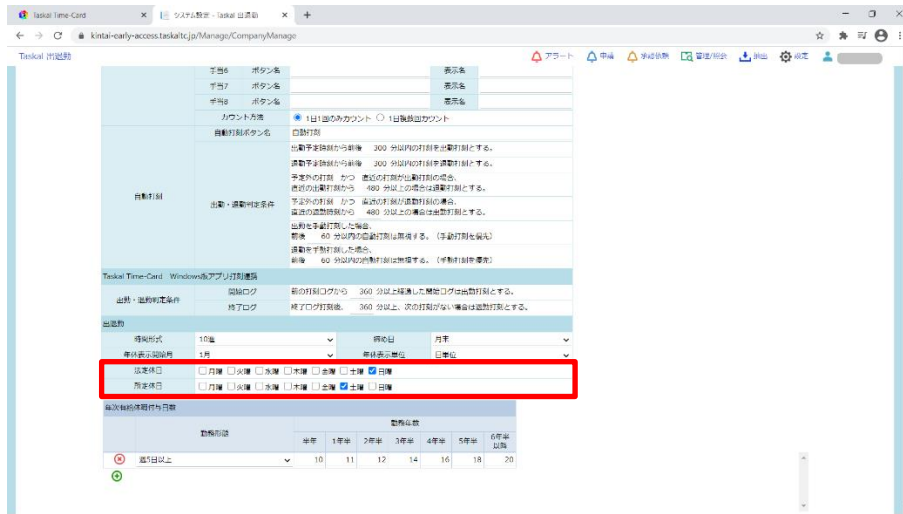 Taskal Time-Card
システム設定 - Taskal 出退勤
kintai-early-access.taskaltc.jp/Manage/CompanyManage
Taskal 出退勤
アラート 申請 承認依頼 管理/照会 抽出 設定
手当6 ボタン名 表示名
手当7 ボタン名 表示名
手当8 ボタン名 表示名
カウント方法 1日1回のみカウント 1日複数回カウント
自動打刻ボタン名 自動打刻
自動打刻
出勤・退勤判定条件
出勤予定時刻から前後 300 分以内の打刻を出勤打刻とする。
退勤予定時刻から前後 300 分以内の打刻を退勤打刻とする。
予定外の打刻 かつ 直近の打刻が出勤打刻の場合、
直近の出勤打刻から 480 分以上の場合は退勤打刻とする。
予定外の打刻 かつ 直近の打刻が退勤打刻の場合、
直近の退勤時刻から 480 分以上の場合は出勤打刻とする。
出勤を手動打刻した場合、
前後 60 分以内の自動打刻は無視する。（手動打刻を優先）
退勤を手動打刻した場合、
前後 60 分以内の自動打刻は無視する。（手動打刻を優先）
Taskal Time-Card Windows版アプリ打刻連携
出勤・退勤判定条件
開始ログ 前の打刻ログから 360 分以上経過した開始ログは出勤打刻とする。
終了ログ 終了ログ打刻後、 360 分以上、次の打刻がない場合は退勤打刻とする。
出退勤
時間形式 10進 締め日 月末
年休表示開始月 1月 年休表示単位 日単位
法定休日 月曜 火曜 水曜 木曜 金曜 土曜 日曜
所定休日 月曜 火曜 水曜 木曜 金曜 土曜 日曜
年次有給休暇付与日数
勤務形態 勤務年数
半年 1年半 2年半 3年半 4年半 5年半 6年半以降
週5日以上 10 11 12 14 16 18 20